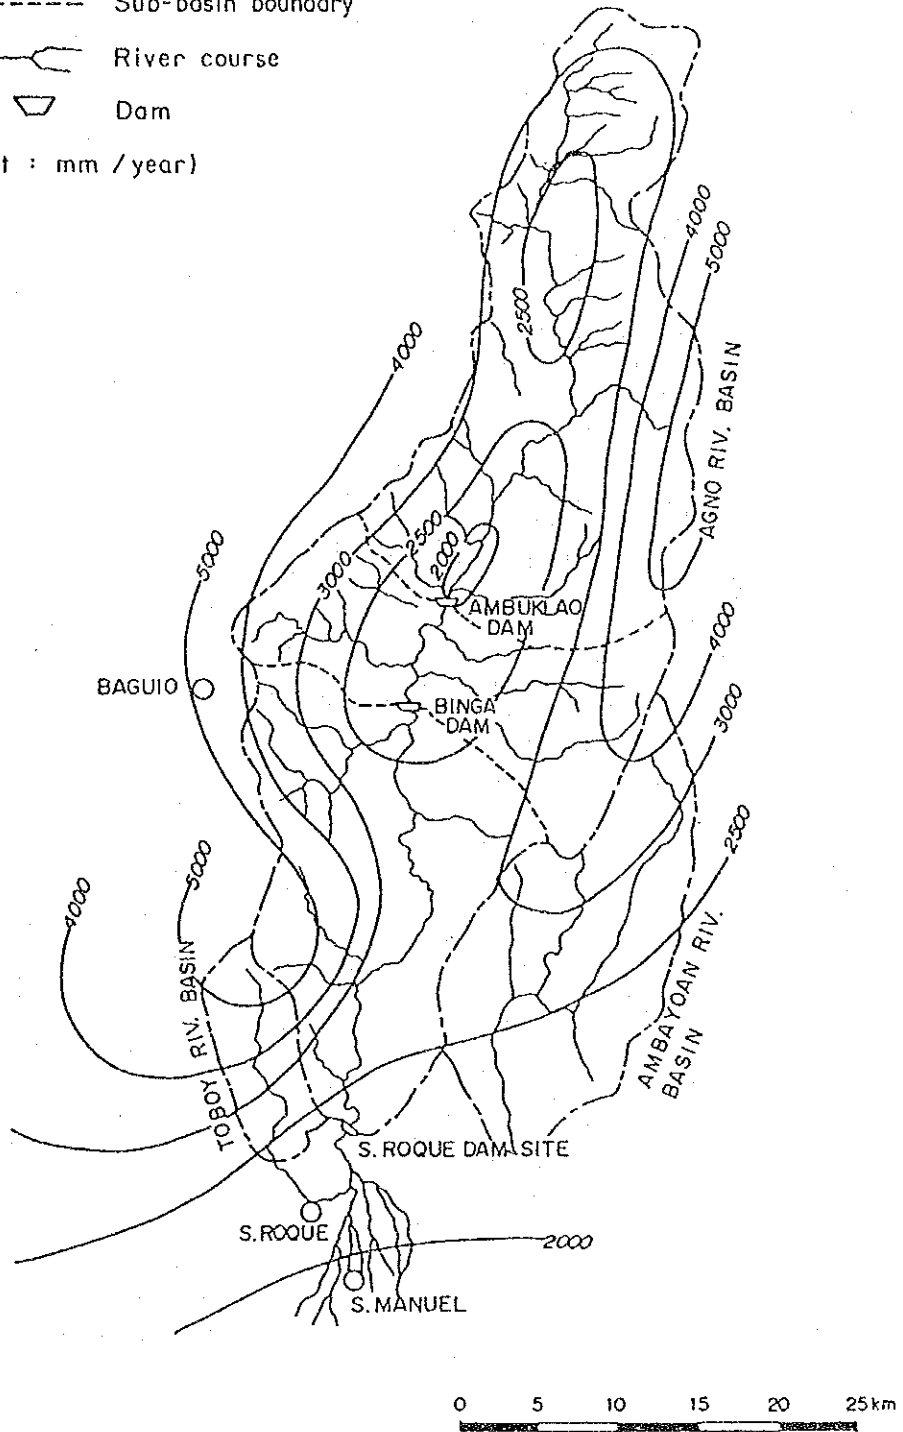 Sub-basin boundary
River course
Dam
t : mm / year)
4000
5000
2500
4000
AGNO RIV. BASIN
5000
2500
2000
3000
AMBUKLAO
DAM
4000
BAGUIO
BINGA
DAM
3000
2500
5000
4000
TOBOY RIV. BASIN
AMBAYOAN RIV.
BASIN
S. ROQUE DAM SITE
S. ROQUE
2000
S. MANUEL
0 5 10 15 20 25 km